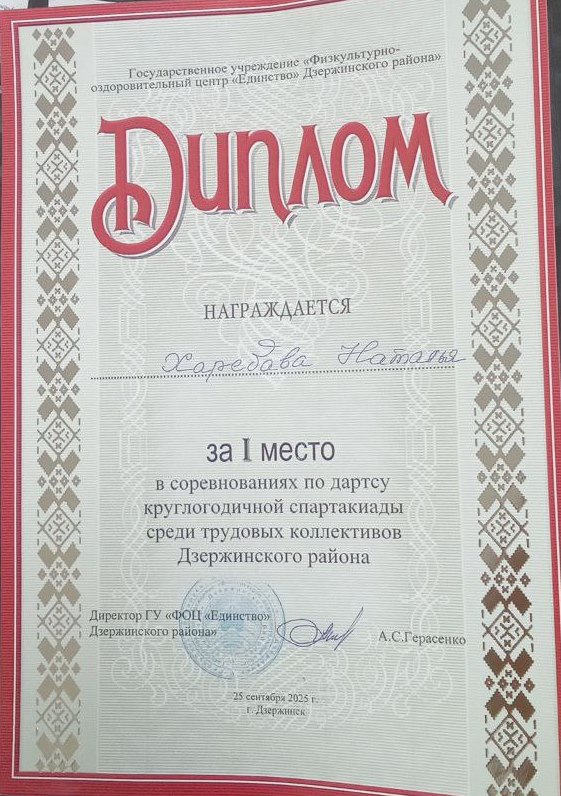 Государственное учреждение «Физкультурно-
оздоровительный центр «Единство» Дзержинского района»
Диплом
НАГРАЖДАЕТСЯ
Харебава Наталья
за I место
в соревнованиях по дартсу
круглогодичной спартакиады
среди трудовых коллективов
Дзержинского района
Директор ГУ «ФОЦ «Единство»
Дзержинского района»
А.С.Герасенко
25 сентября 2025 г.
г. Дзержинск